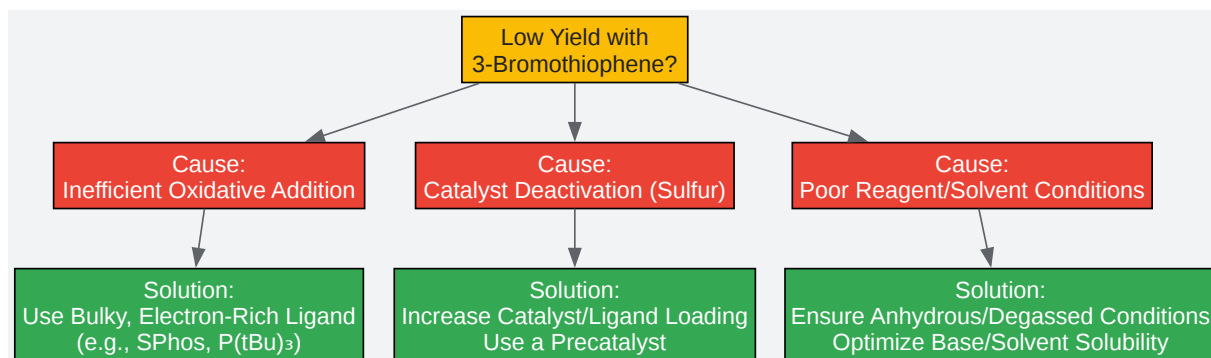 Low Yield with
3-Bromothiophene?
Cause:
Inefficient Oxidative Addition
Cause:
Catalyst Deactivation (Sulfur)
Cause:
Poor Reagent/Solvent Conditions
Solution:
Use Bulky, Electron-Rich Ligand
(e.g., SPhos, P(tBu)₃)
Solution:
Increase Catalyst/Ligand Loading
Use a Precatalyst
Solution:
Ensure Anhydrous/Degassed Conditions
Optimize Base/Solvent Solubility